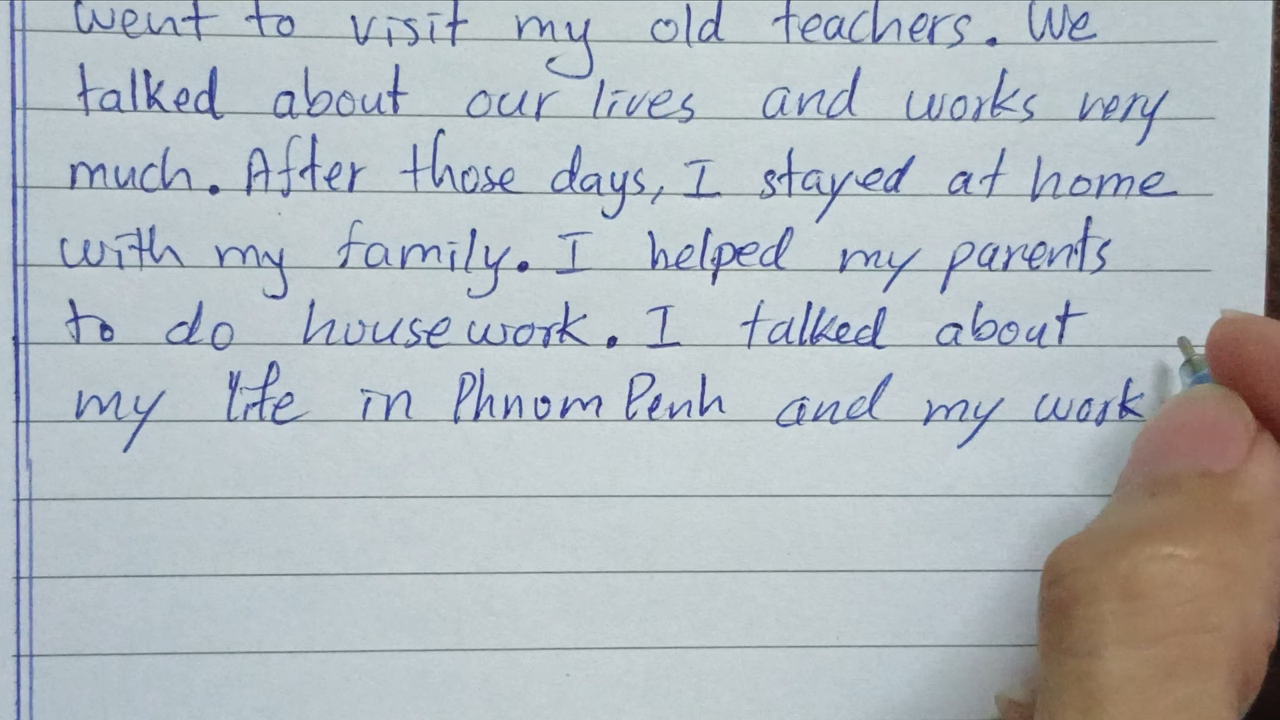 went to visit my old teachers. We
talked about our lives and works very
much. After those days, I stayed at home
with my family. I helped my parents
to do housework. I talked about
my life in Phnom Penh and my work